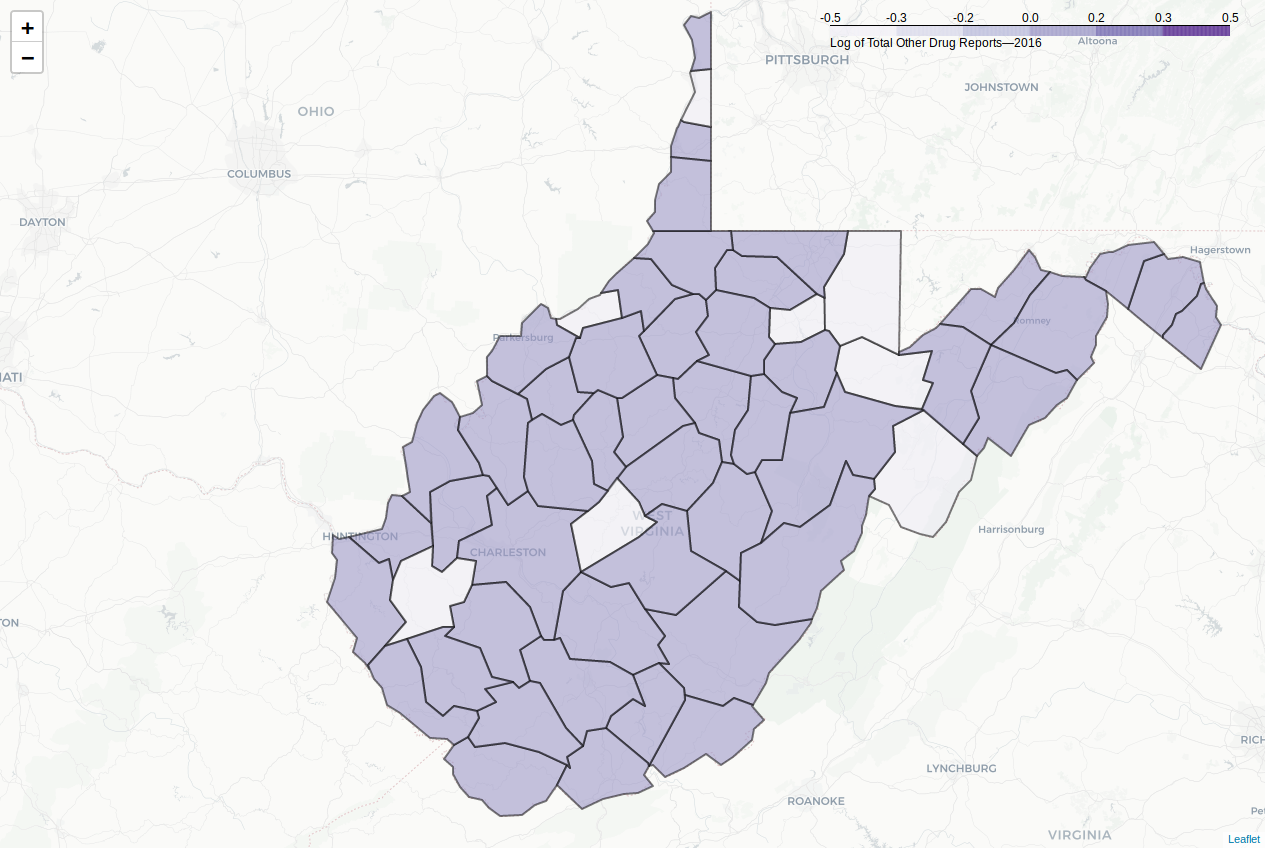 +
−
-0.5 -0.3 -0.2 0.0 0.2 0.3 0.5
Log of Total Other Drug Reports—2016
Altoona
PITTSBURGH
JOHNSTOWN
OHIO
COLUMBUS
DAYTON
Hagerstown
Romney
Parkersburg
IATI
WEST
VIRGINIA
Harrisonburg
HUNTINGTON
CHARLESTON
TON
RICH
LYNCHBURG
ROANOKE
Pet
VIRGINIA
Leaflet